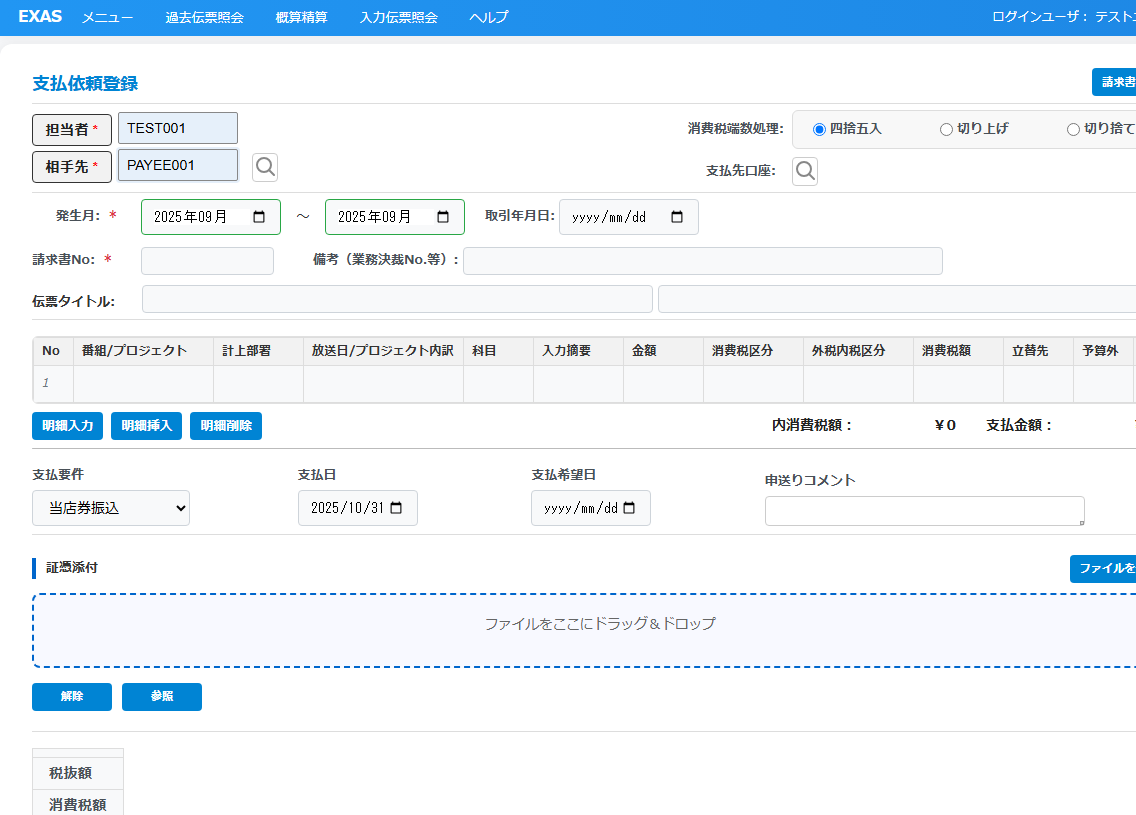 EXAS メニュー 過去伝票照会 概算精算 入力伝票照会 ヘルプ ログインユーザ： テスト
支払依頼登録 請求書
担当者 * TEST001 消費税端数処理: 四捨五入 切り上げ 切り捨て
相手先 * PAYEE001 支払先口座:
発生月: * 2025年09月 ～ 2025年09月 取引年月日: yyyy/mm/dd
請求書No: * 備考（業務決裁No.等）:
伝票タイトル:
No 番組/プロジェクト 計上部署 放送日/プロジェクト内訳 科目 入力摘要 金額 消費税区分 外税内税区分 消費税額 立替先 予算外
1
明細入力 明細挿入 明細削除 内消費税額： ￥0 支払金額：
支払要件 支払日 支払希望日 申送りコメント
当店券振込 2025/10/31 yyyy/mm/dd
証憑添付 ファイルを
ファイルをここにドラッグ＆ドロップ
解除 参照
税抜額
消費税額